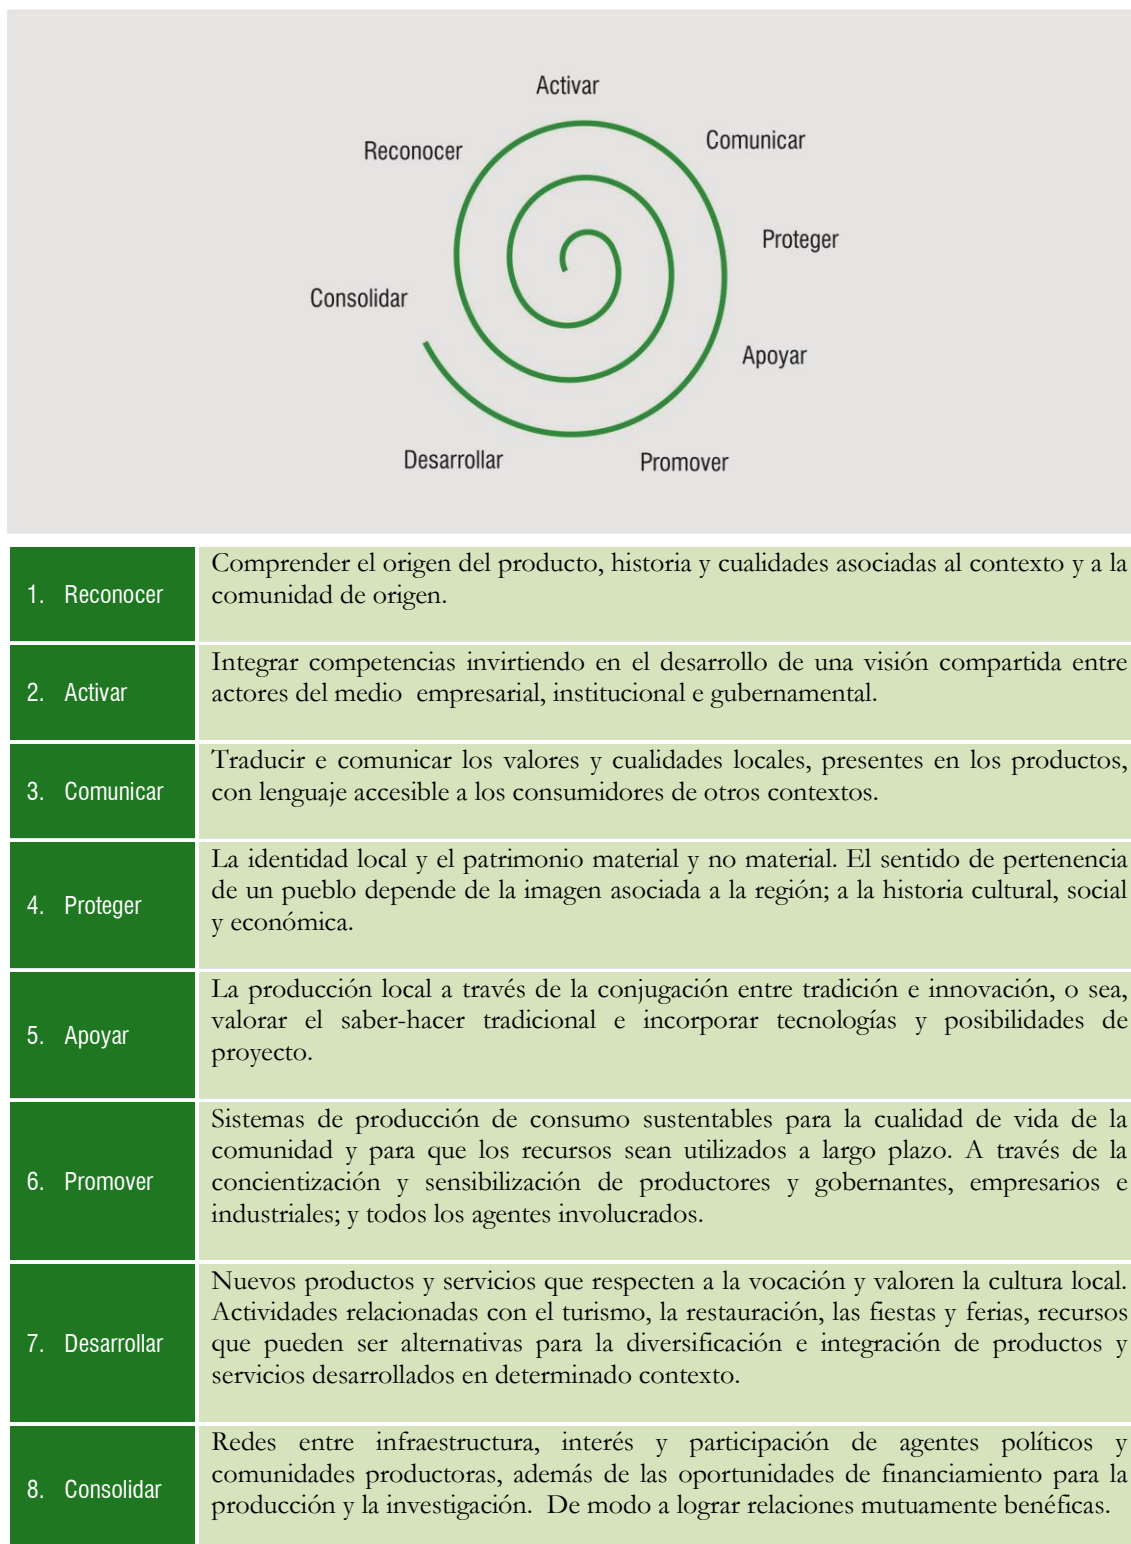 Activar
Reconocer
Comunicar
Proteger
Consolidar
Apoyar
Desarrollar
Promover
1. Reconocer
Comprender el origen del producto, historia y cualidades asociadas al contexto y a la
comunidad de origen.
2. Activar
Integrar competencias invirtiendo en el desarrollo de una visión compartida entre
actores del medio empresarial, institucional e gubernamental.
3. Comunicar
Traducir e comunicar los valores y cualidades locales, presentes en los productos,
con lenguaje accesible a los consumidores de otros contextos.
4. Proteger
La identidad local y el patrimonio material y no material. El sentido de pertenencia
de un pueblo depende de la imagen asociada a la región; a la historia cultural, social
y económica.
5. Apoyar
La producción local a través de la conjugación entre tradición e innovación, o sea,
valorar el saber-hacer tradicional e incorporar tecnologías y posibilidades de
proyecto.
6. Promover
Sistemas de producción de consumo sustentables para la cualidad de vida de la
comunidad y para que los recursos sean utilizados a largo plazo. A través de la
concientización y sensibilización de productores y gobernantes, empresarios e
industriales; y todos los agentes involucrados.
7. Desarrollar
Nuevos productos y servicios que respecten a la vocación y valoren la cultura local.
Actividades relacionadas con el turismo, la restauración, las fiestas y ferias, recursos
que pueden ser alternativas para la diversificación e integración de productos y
servicios desarrollados en determinado contexto.
8. Consolidar
Redes entre infraestructura, interés y participación de agentes políticos y
comunidades productoras, además de las oportunidades de financiamiento para la
producción y la investigación. De modo a lograr relaciones mutuamente benéficas.